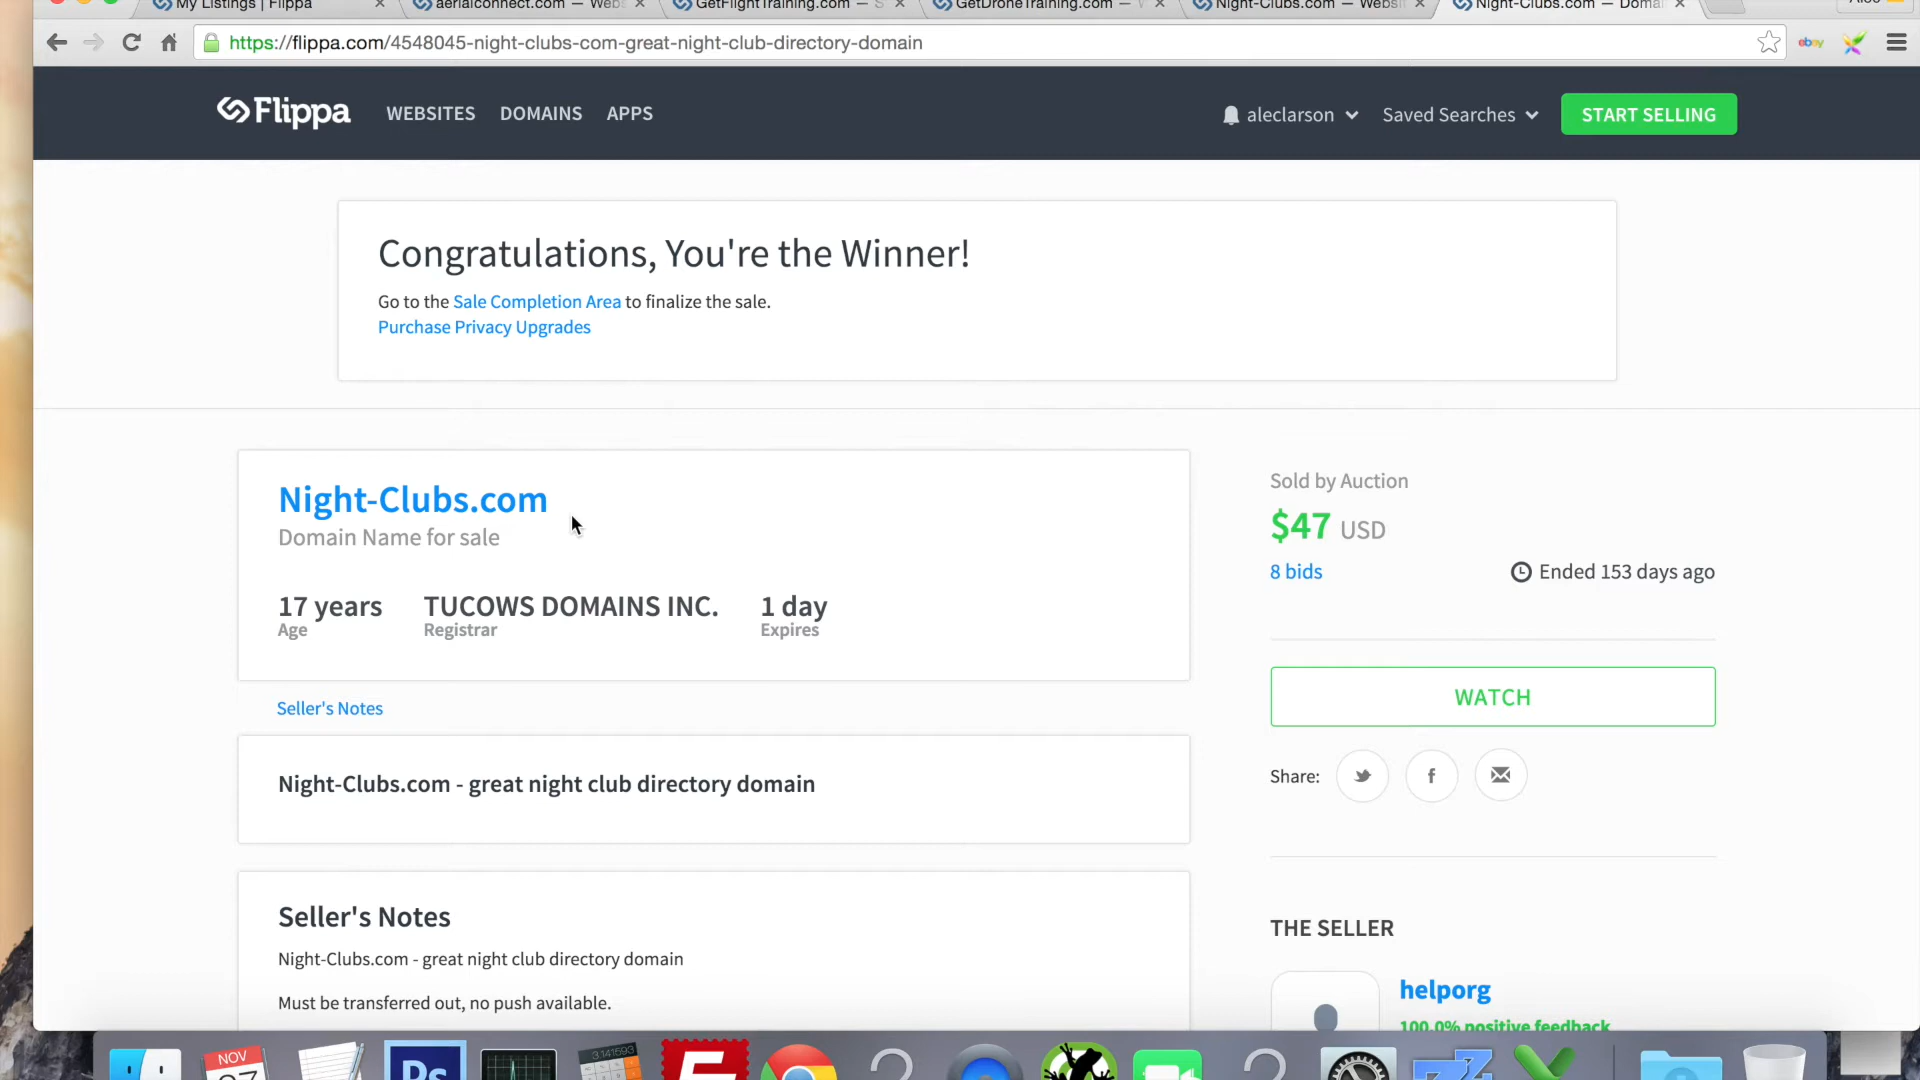 My Listings | Flippa
aerialconnect.com — Webs
GetFlightTraining.com — S
GetDroneTraining.com —
Night-Clubs.com — Websi
Night-Clubs.com — Domai
https://flippa.com/4548045-night-clubs-com-great-night-club-directory-domain
ebay
Flippa WEBSITES DOMAINS APPS
aleclarson Saved Searches START SELLING
Congratulations, You're the Winner!
Go to the Sale Completion Area to finalize the sale.
Purchase Privacy Upgrades
Night-Clubs.com
Domain Name for sale
17 years TUCOWS DOMAINS INC. 1 day
Age Registrar Expires
Sold by Auction
$47 USD
8 bids Ended 153 days ago
WATCH
Share:
Seller's Notes
Night-Clubs.com - great night club directory domain
Seller's Notes
Night-Clubs.com - great night club directory domain
Must be transferred out, no push available.
THE SELLER
helporg
100.0% positive feedback
NOV
Ps
3.141593